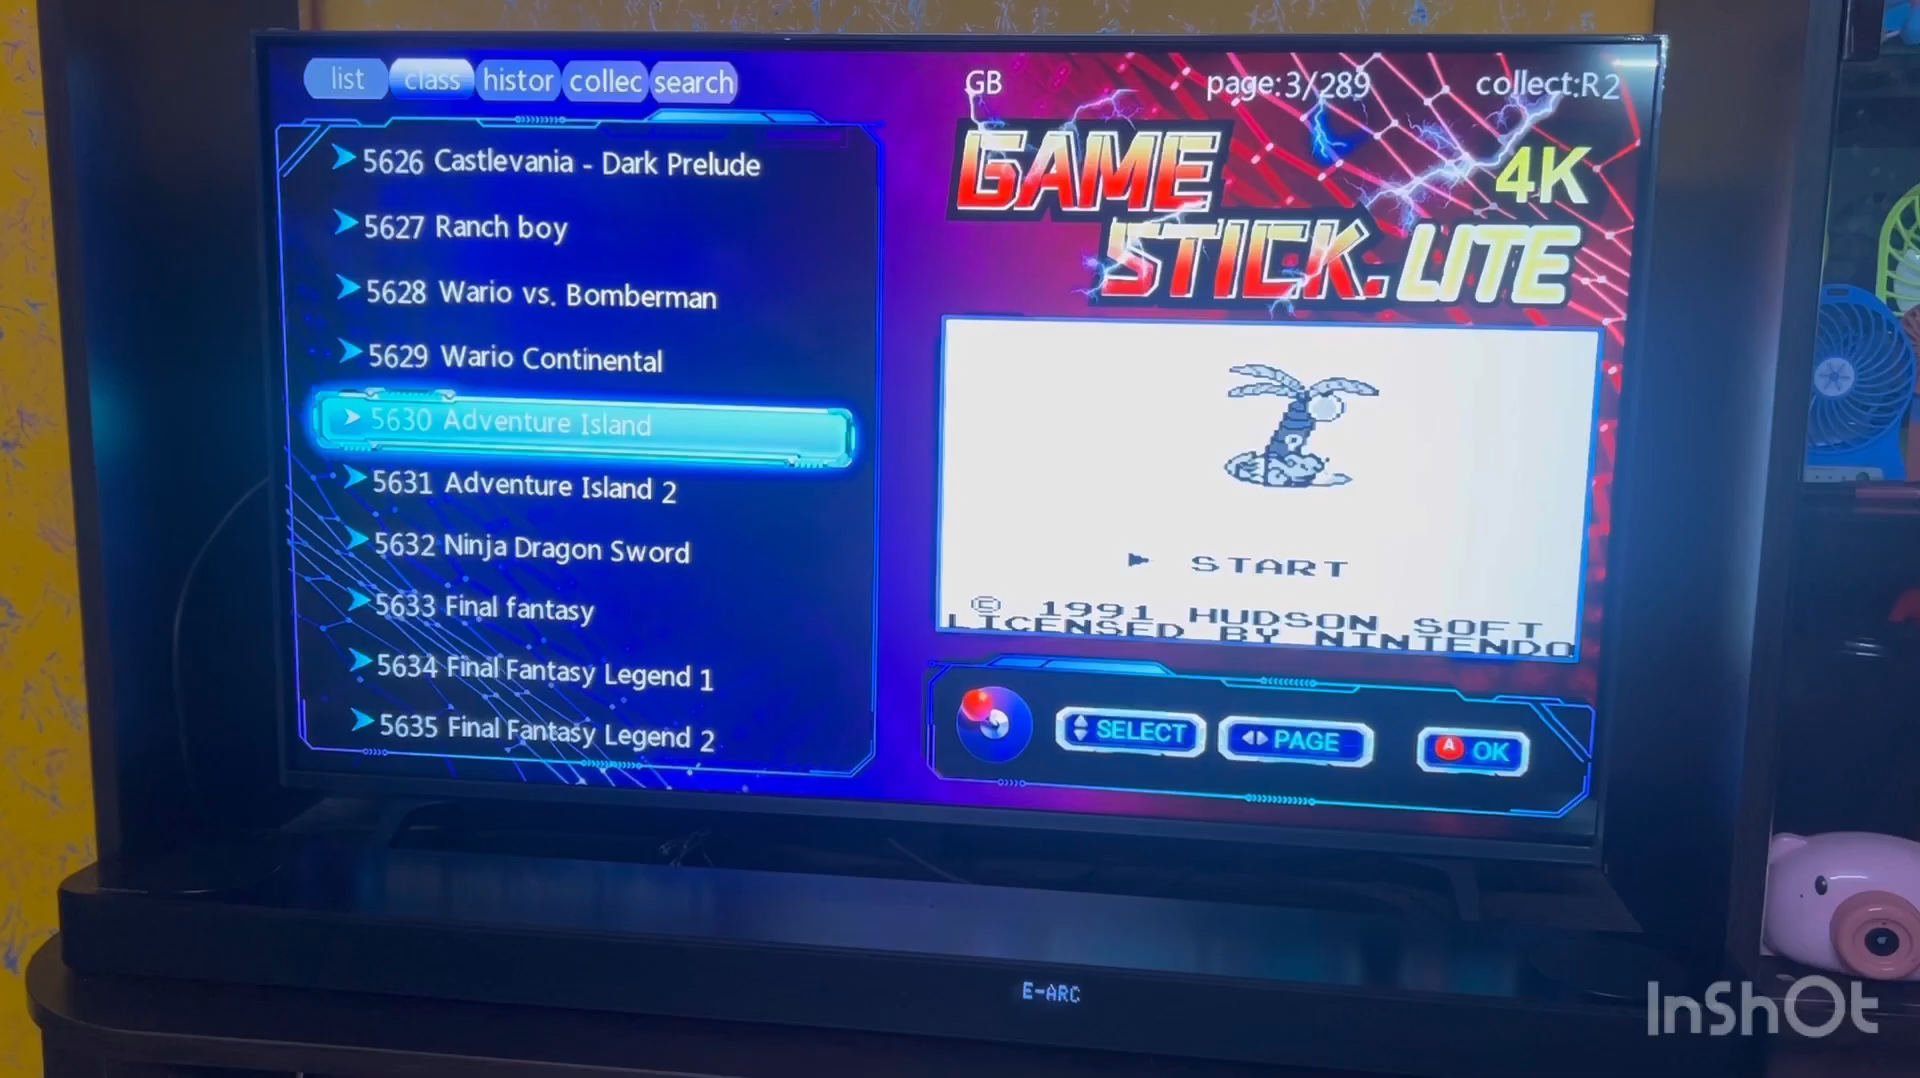 list class histor collec search
GB page:3/289 collect:R2
GAME 4K
STICK. LITE
5626 Castlevania - Dark Prelude
5627 Ranch boy
5628 Wario vs. Bomberman
5629 Wario Continental
5630 Adventure Island
5631 Adventure Island 2
5632 Ninja Dragon Sword
5633 Final fantasy
5634 Final Fantasy Legend 1
5635 Final Fantasy Legend 2
START
© 1991 HUDSON SOFT
LICENSED BY NINTENDO
SELECT PAGE A OK
E-ARC
InShOt